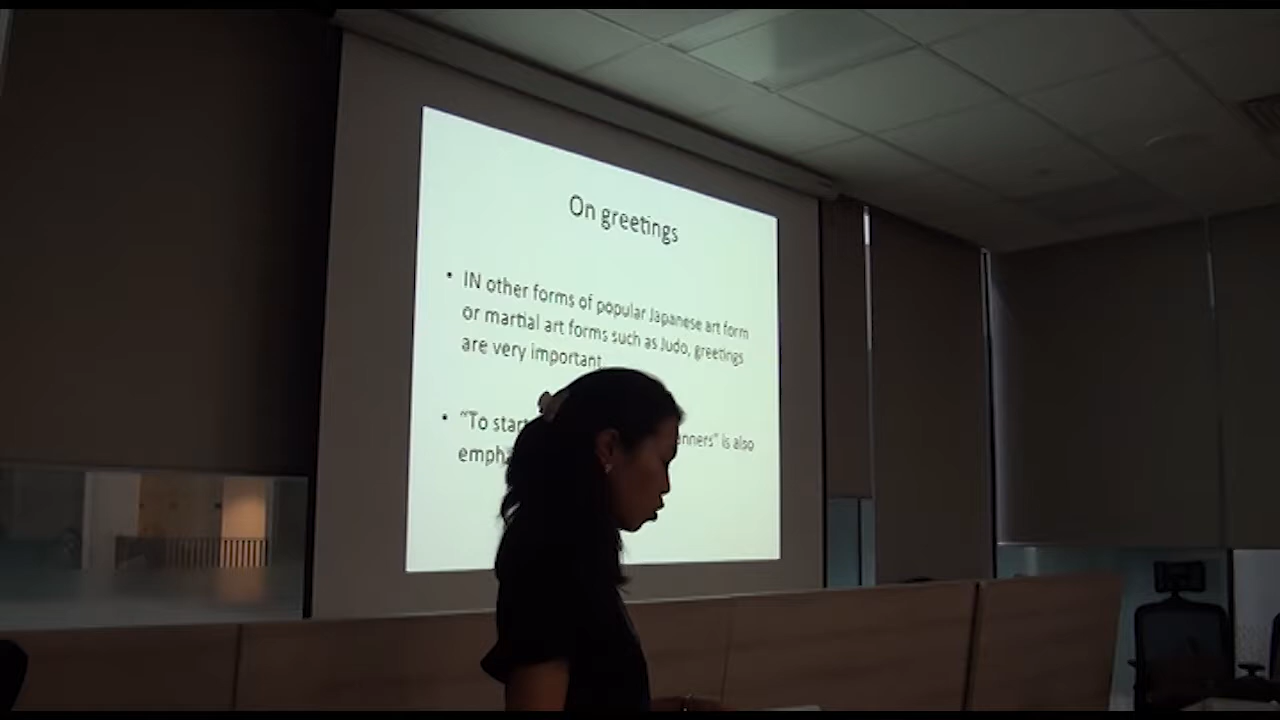 On greetings
• IN other forms of popular Japanese art form
or martial art forms such as Judo, greetings
are very important
• "To start anners" is also
emph